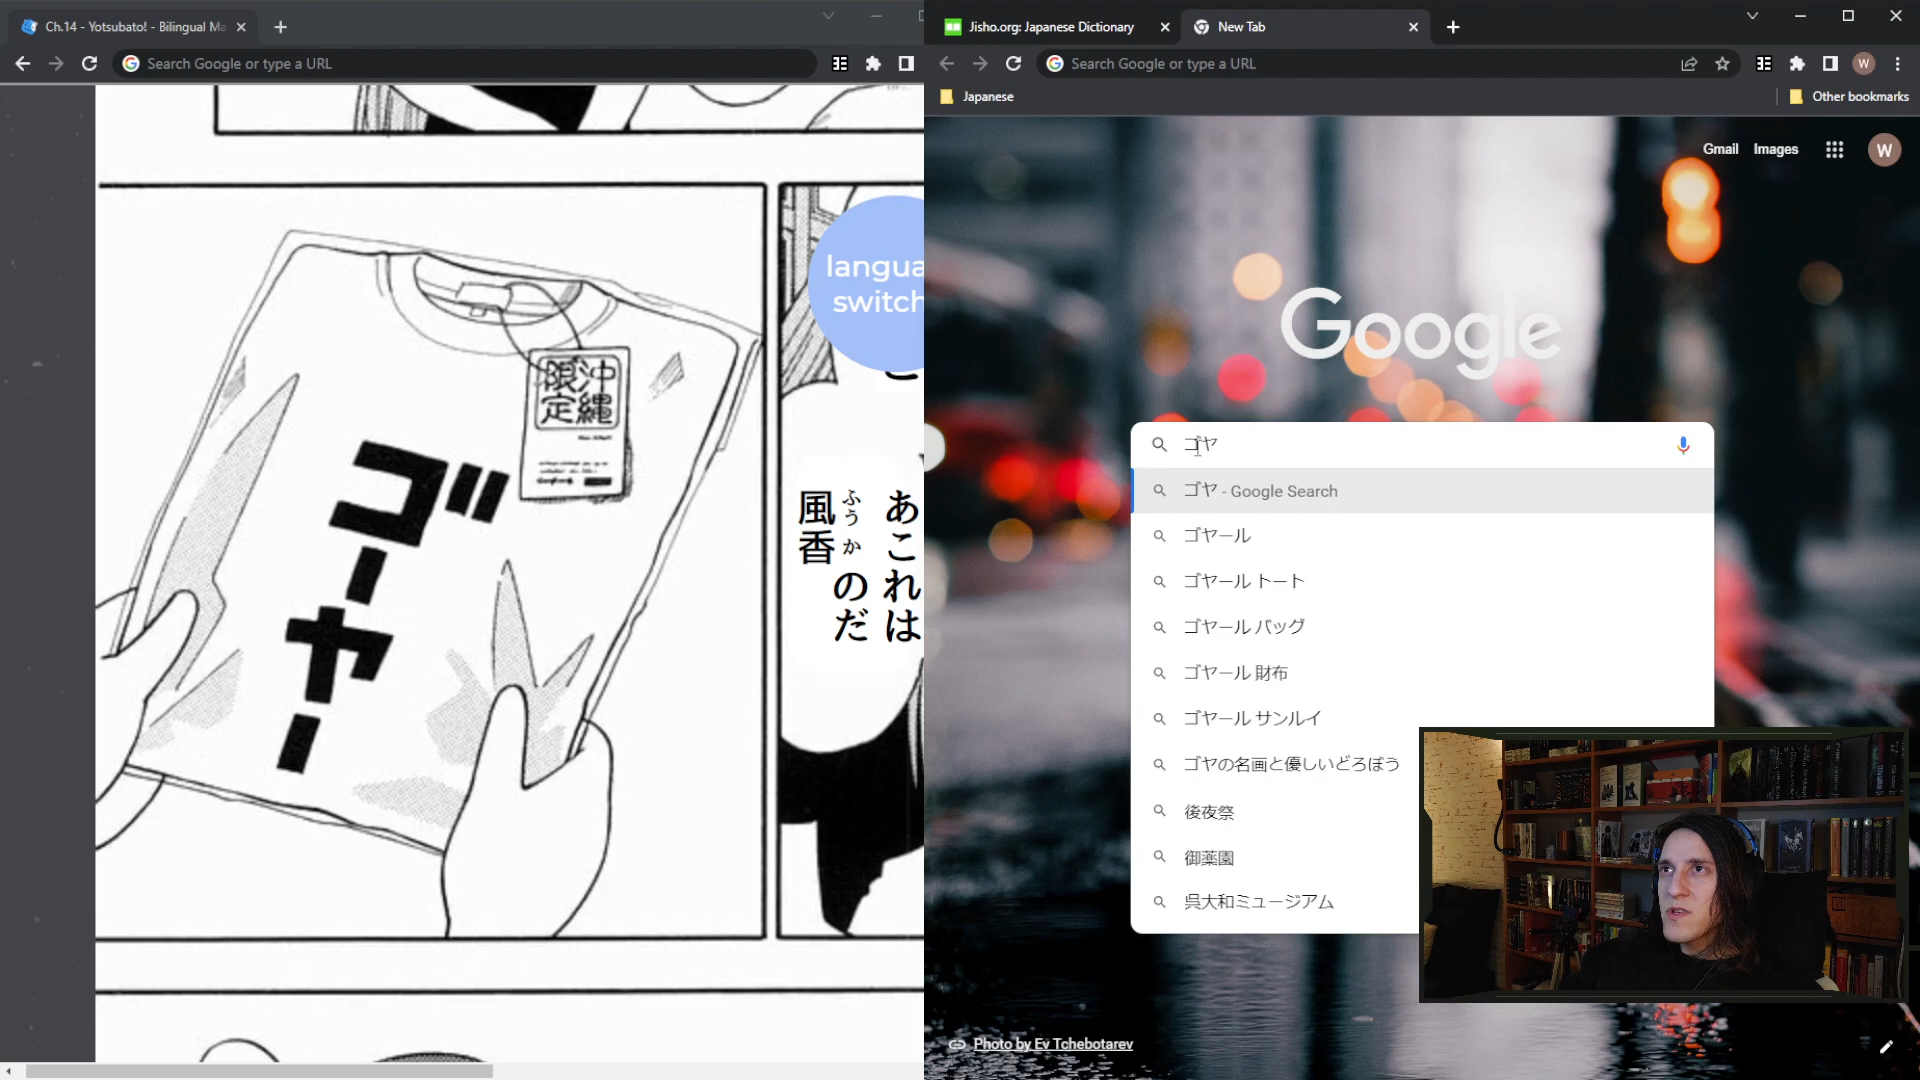 Ch.14 - Yotsubato! - Bilingual Ma
Search Google or type a URL
langua
switch
沖縄
限定
ゴーヤー
こ
あこれは
風香のだ
ふうか
Jisho.org: Japanese Dictionary
New Tab
Search Google or type a URL
W
Japanese
Other bookmarks
Gmail
Images
W
Google
ゴヤ
ゴヤ - Google Search
ゴヤール
ゴヤール トート
ゴヤール バッグ
ゴヤール 財布
ゴヤール サンルイ
ゴヤの名画と優しいどろぼう
後夜祭
御薬園
呉大和ミュージアム
Photo by Ev Tchebotarev